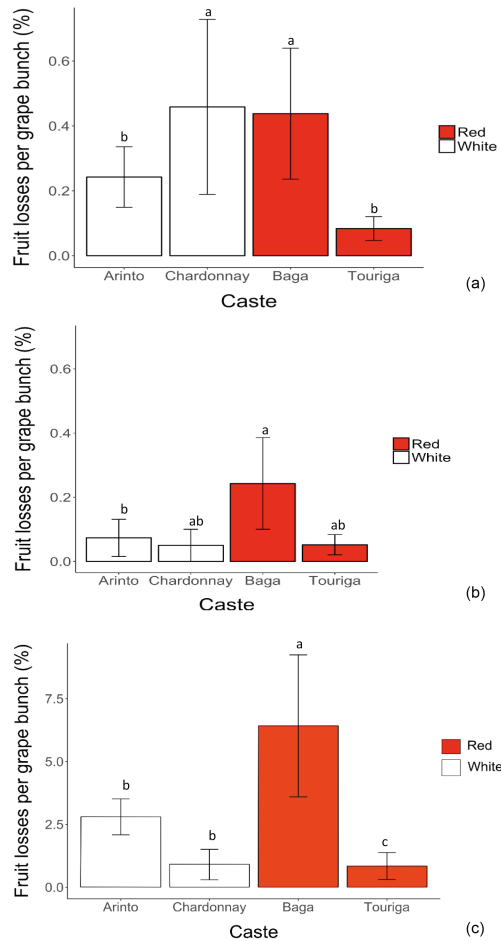 Fruit losses per grape bunch (%)
0.6
0.4
0.2
0.0
b
a
a
b
Arinto
Chardonnay
Baga
Touriga
Caste
Red
White
(a)
Fruit losses per grape bunch (%)
0.6
0.4
0.2
0.0
b
ab
a
ab
Arinto
Chardonnay
Baga
Touriga
Caste
Red
White
(b)
Fruit losses per grape bunch (%)
7.5
5.0
2.5
0.0
b
b
a
c
Arinto
Chardonnay
Baga
Touriga
Caste
Red
White
(c)